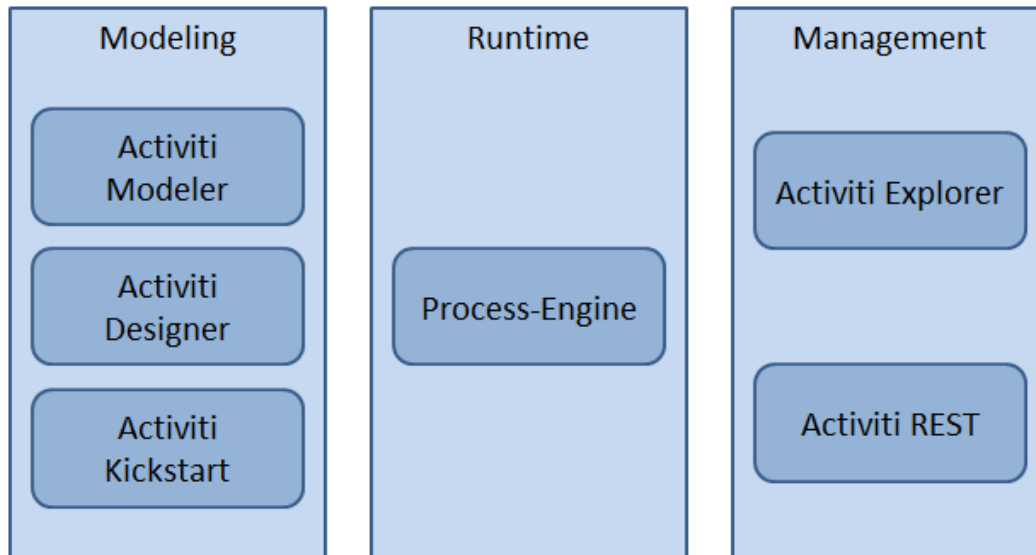 Modeling
Activiti
Modeler
Activiti
Designer
Activiti
Kickstart
Runtime
Process-Engine
Management
Activiti Explorer
Activiti REST